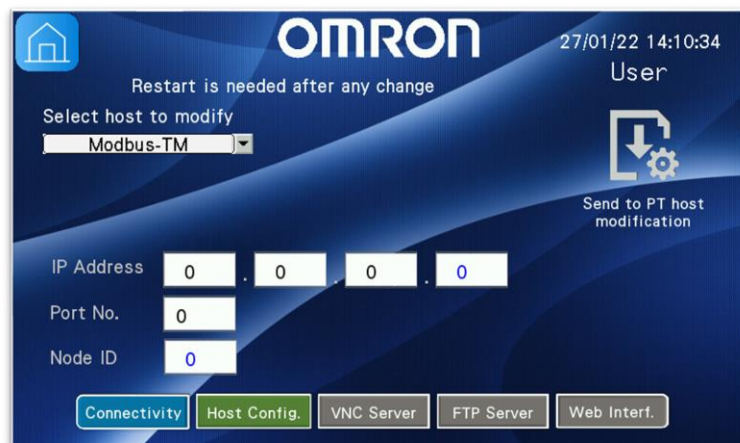 OMRON
27/01/22 14:10:34
User
Restart is needed after any change
Select host to modify
Modbus-TM
Send to PT host
modification
IP Address 0 . 0 . 0 . 0
Port No. 0
Node ID 0
Connectivity Host Config. VNC Server FTP Server Web Interf.